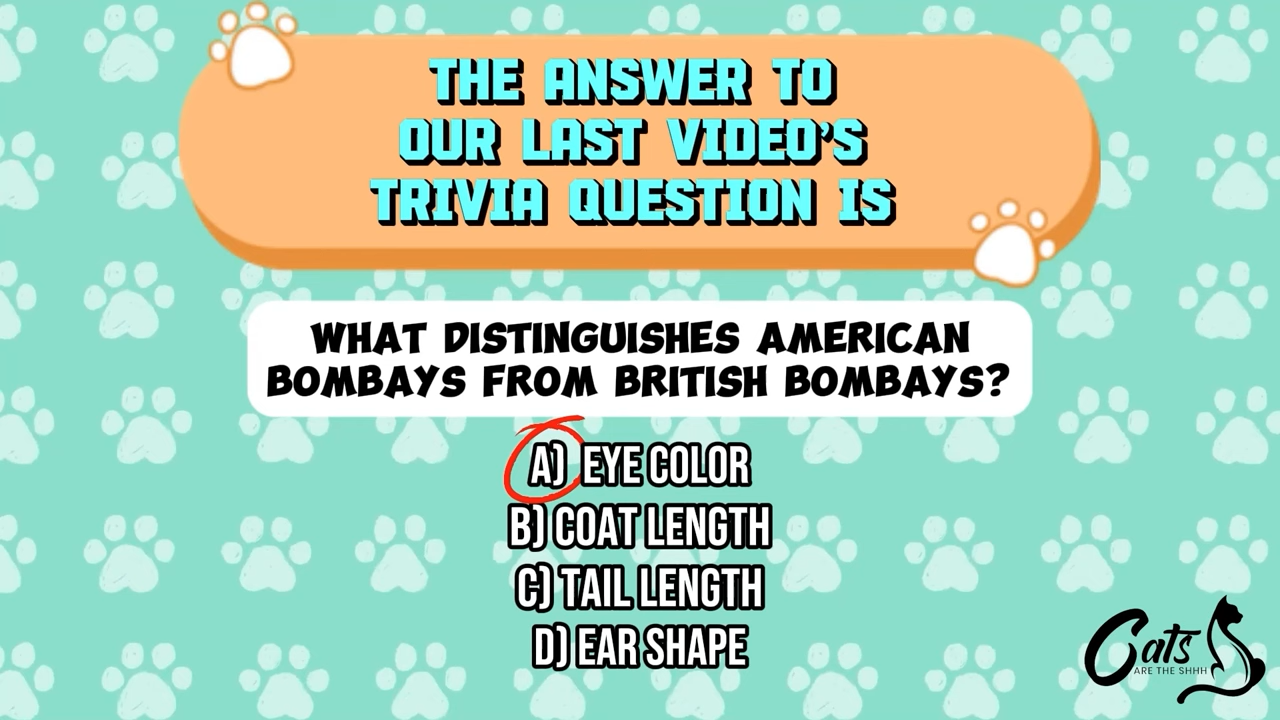 THE ANSWER TO
OUR LAST VIDEO'S
TRIVIA QUESTION IS
WHAT DISTINGUISHES AMERICAN
BOMBAYS FROM BRITISH BOMBAYS?
A) EYE COLOR
B) COAT LENGTH
C) TAIL LENGTH
D) EAR SHAPE
Cats
ARE THE SHHH